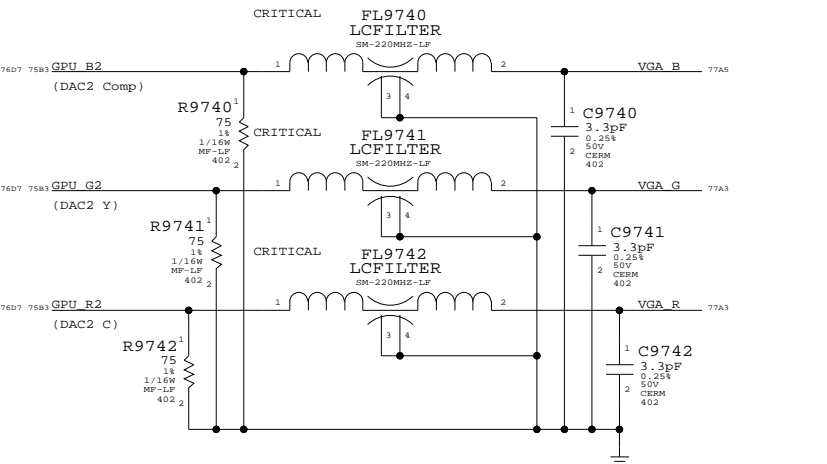 CRITICAL
FL9740
LCFILTER
SM-220MHZ-LF
76D7 75B3 GPU_B2
1
2
VGA_B 77A5
(DAC2 Comp)
3 4
R9740
1
75
1%
1/16W
MF-LF
402
2
1
C9740
3.3pF
0.25%
50V
2
CERM
402
CRITICAL
FL9741
LCFILTER
SM-220MHZ-LF
76D7 75B3 GPU_G2
1
2
VGA_G 77A3
(DAC2 Y)
3 4
R9741
1
75
1%
1/16W
MF-LF
402
2
1
C9741
3.3pF
0.25%
50V
2
CERM
402
CRITICAL
FL9742
LCFILTER
SM-220MHZ-LF
76D7 75B3 GPU_R2
1
2
VGA_R 77A3
(DAC2 C)
3 4
R9742
1
75
1%
1/16W
MF-LF
402
2
1
C9742
3.3pF
0.25%
50V
2
CERM
402